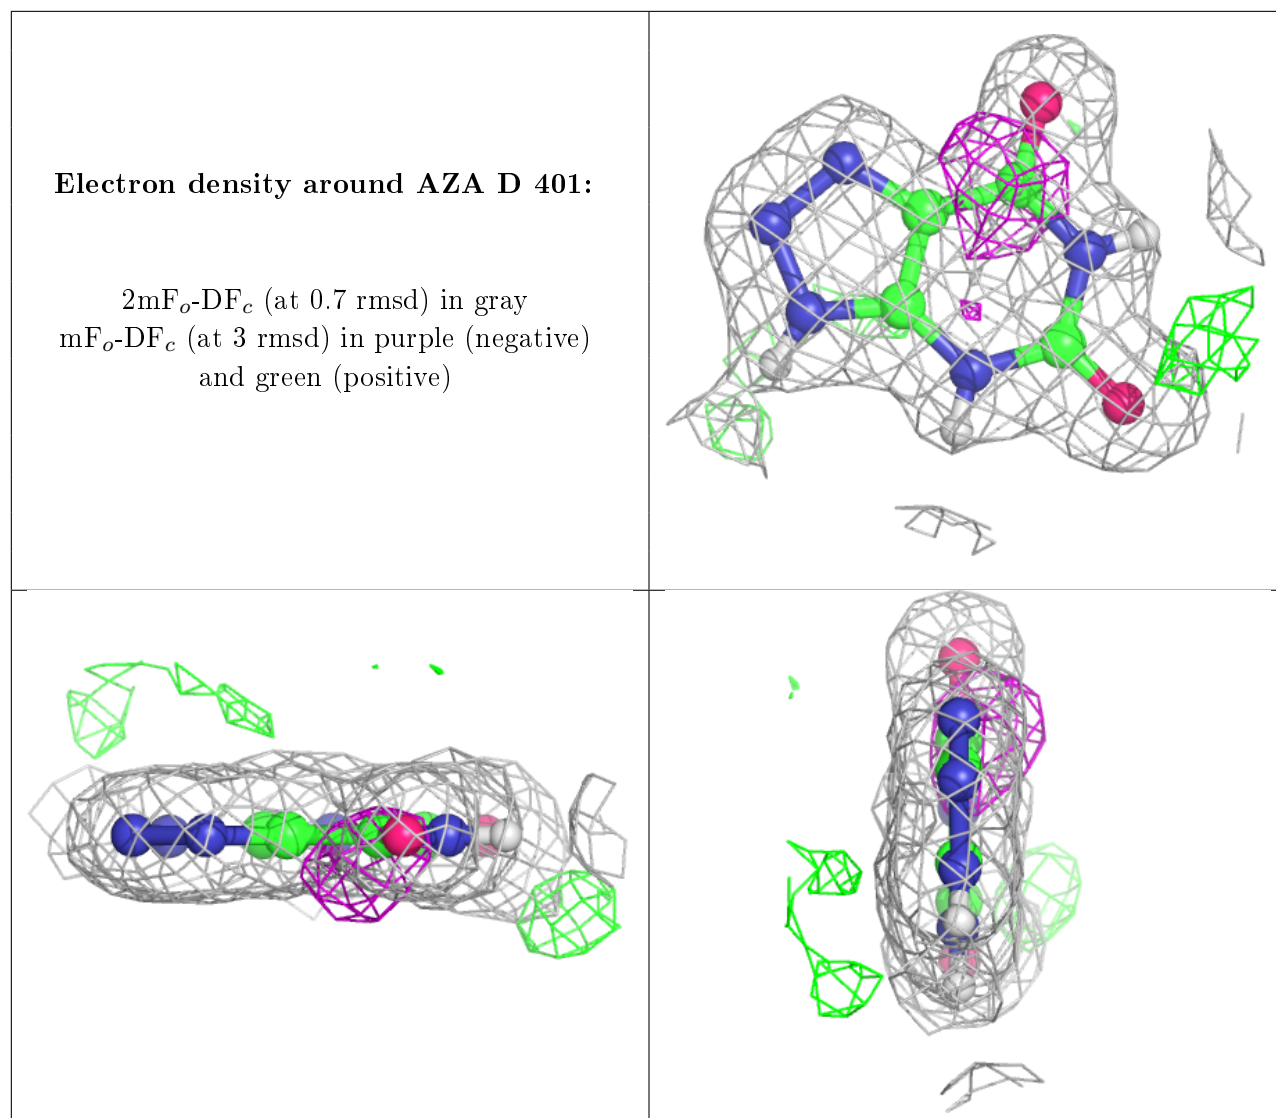 Electron density around AZA D 401:
2mFo-DFc (at 0.7 rmsd) in gray
mFo-DFc (at 3 rmsd) in purple (negative)
and green (positive)